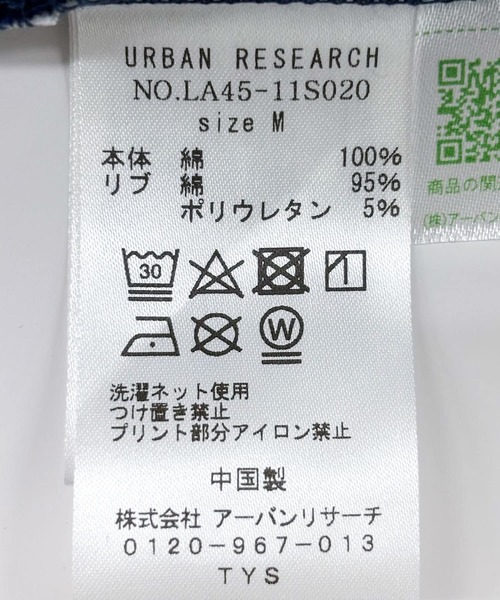 URBAN RESEARCH
NO.LA45-11S020
size M
本体 綿 100%
リブ 綿 95%
ポリウレタン 5%
30
W
洗濯ネット使用
つけ置き禁止
プリント部分アイロン禁止
中国製
株式会社 アーバンリサーチ
0120-967-013
TYS
商品の関
(株)アーバン